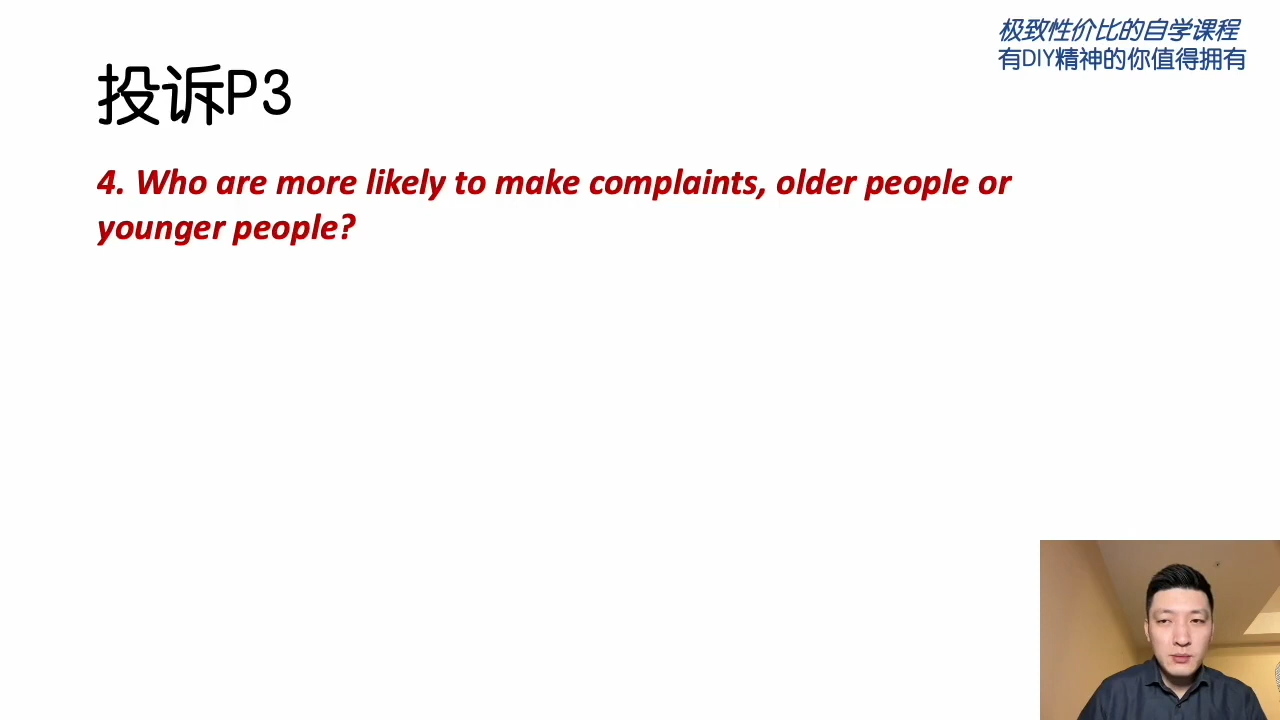 极致性价比的自学课程
有DIY精神的你值得拥有
投诉P3
4. Who are more likely to make complaints, older people or
younger people?